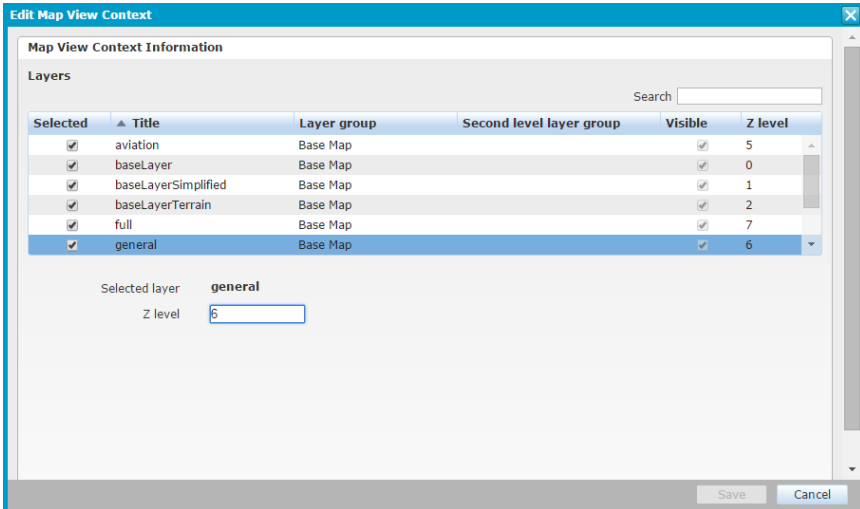 Edit Map View Context
Map View Context Information
Layers
Search
Selected Title Layer group Second level layer group Visible Z level
aviation Base Map 5
baseLayer Base Map 0
baseLayerSimplified Base Map 1
baseLayerTerrain Base Map 2
full Base Map 7
general Base Map 6
Selected layer general
Z level 6
Save Cancel